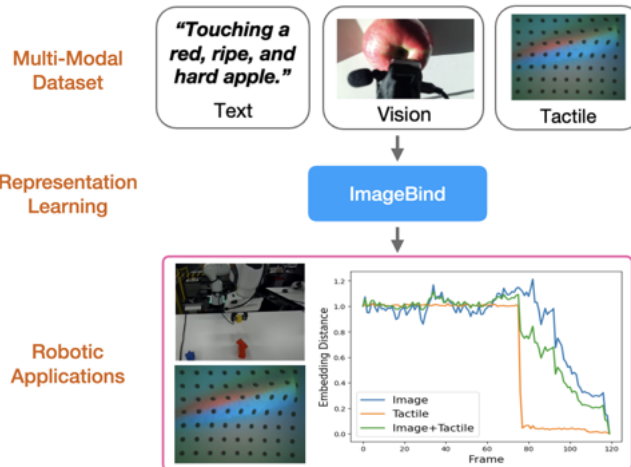 Multi-Modal
Dataset
“Touching a
red, ripe, and
hard apple.”
Text
Vision
Tactile
Representation
Learning
ImageBind
Robotic
Applications
Embedding Distance
1.2
1.0
0.8
0.6
0.4
0.2
0.0
Image
Tactile
Image+Tactile
0
20
40
60
80
100
120
Frame